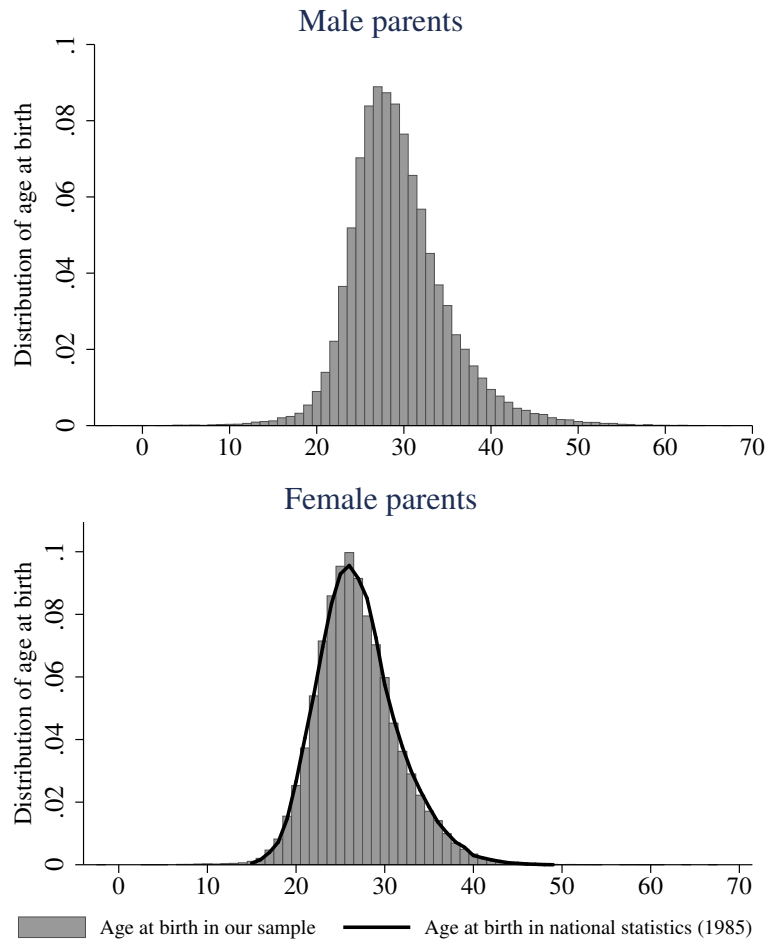 Male parents
Distribution of age at birth
.1
.08
.06
.04
.02
0
0 10 20 30 40 50 60 70
Female parents
Distribution of age at birth
.1
.08
.06
.04
.02
0
0 10 20 30 40 50 60 70
Age at birth in our sample Age at birth in national statistics (1985)